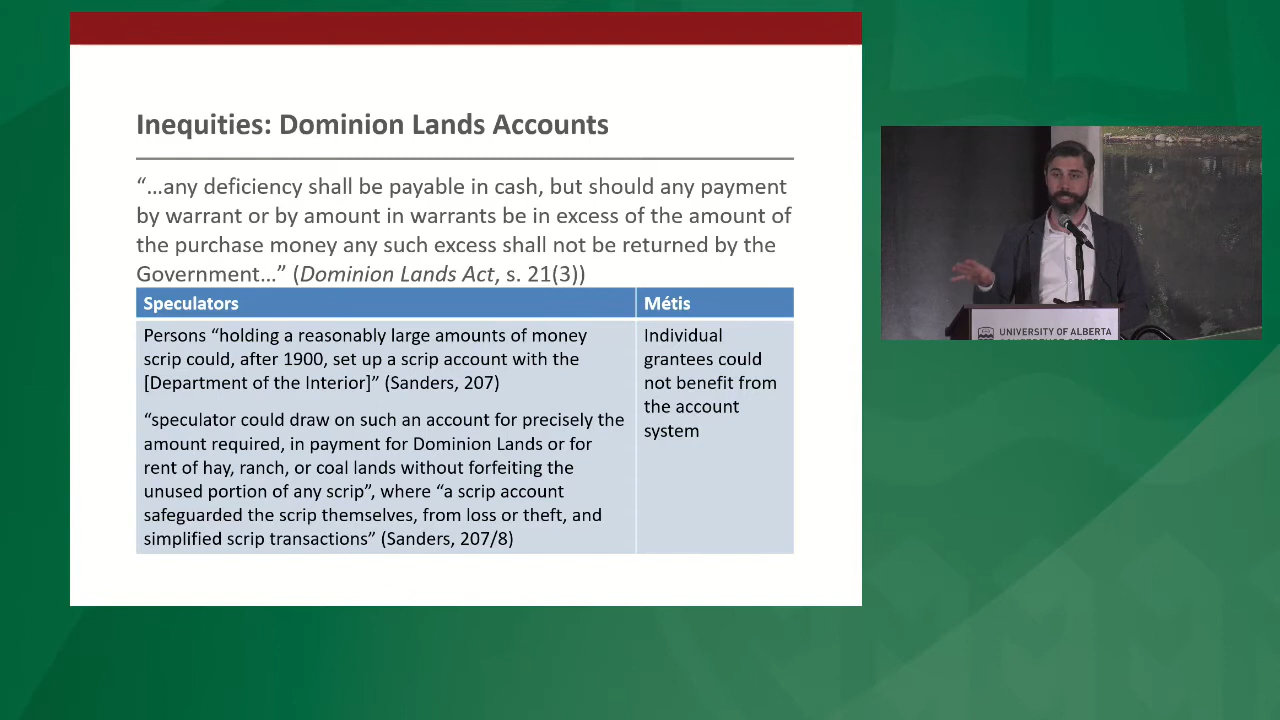 Inequities: Dominion Lands Accounts
“…any deficiency shall be payable in cash, but should any payment
by warrant or by amount in warrants be in excess of the amount of
the purchase money any such excess shall not be returned by the
Government…” (Dominion Lands Act, s. 21(3))
Speculators
Persons “holding a reasonably large amounts of money
scrip could, after 1900, set up a scrip account with the
[Department of the Interior]” (Sanders, 207)
“speculator could draw on such an account for precisely the
amount required, in payment for Dominion Lands or for
rent of hay, ranch, or coal lands without forfeiting the
unused portion of any scrip”, where “a scrip account
safeguarded the scrip themselves, from loss or theft, and
simplified scrip transactions” (Sanders, 207/8)
Métis
Individual
grantees could
not benefit from
the account
system
UNIVERSITY OF ALBERTA